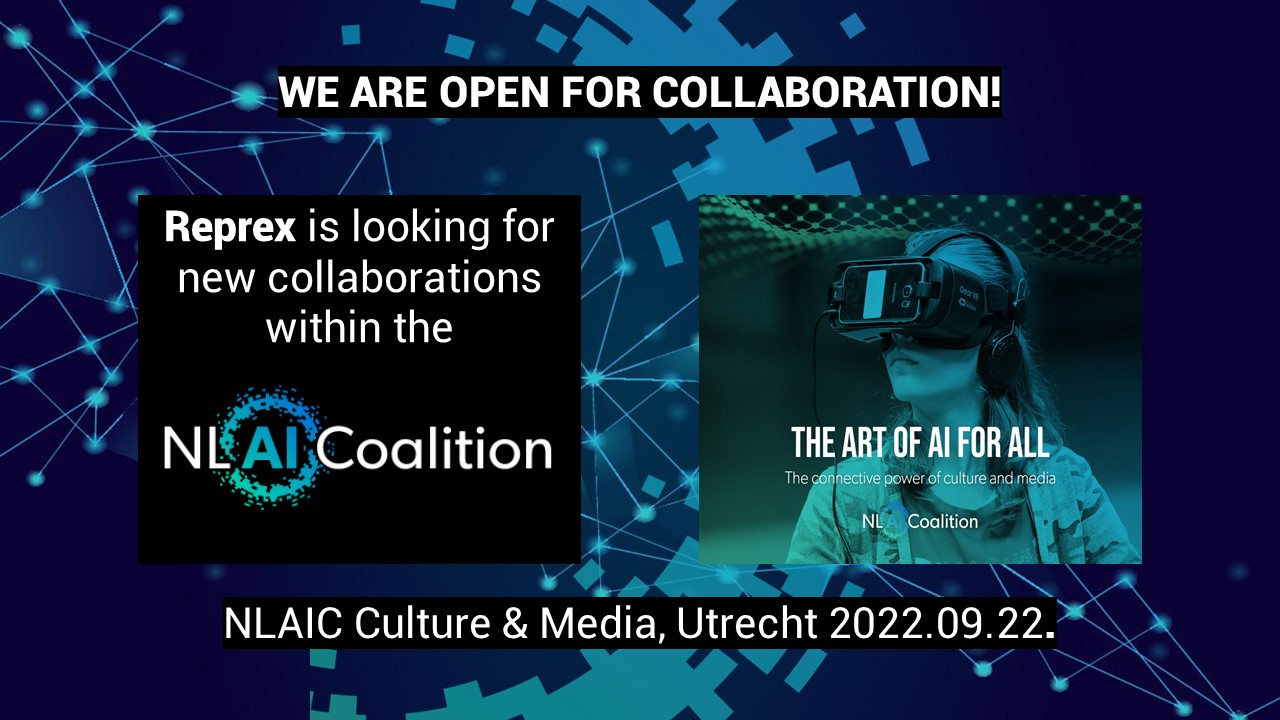 WE ARE OPEN FOR COLLABORATION!
Reprex is looking for
new collaborations
within the
NL AI Coalition
Gear VR
THE ART OF AI FOR ALL
The connective power of culture and media
NL AI Coalition
NLAIC Culture & Media, Utrecht 2022.09.22.